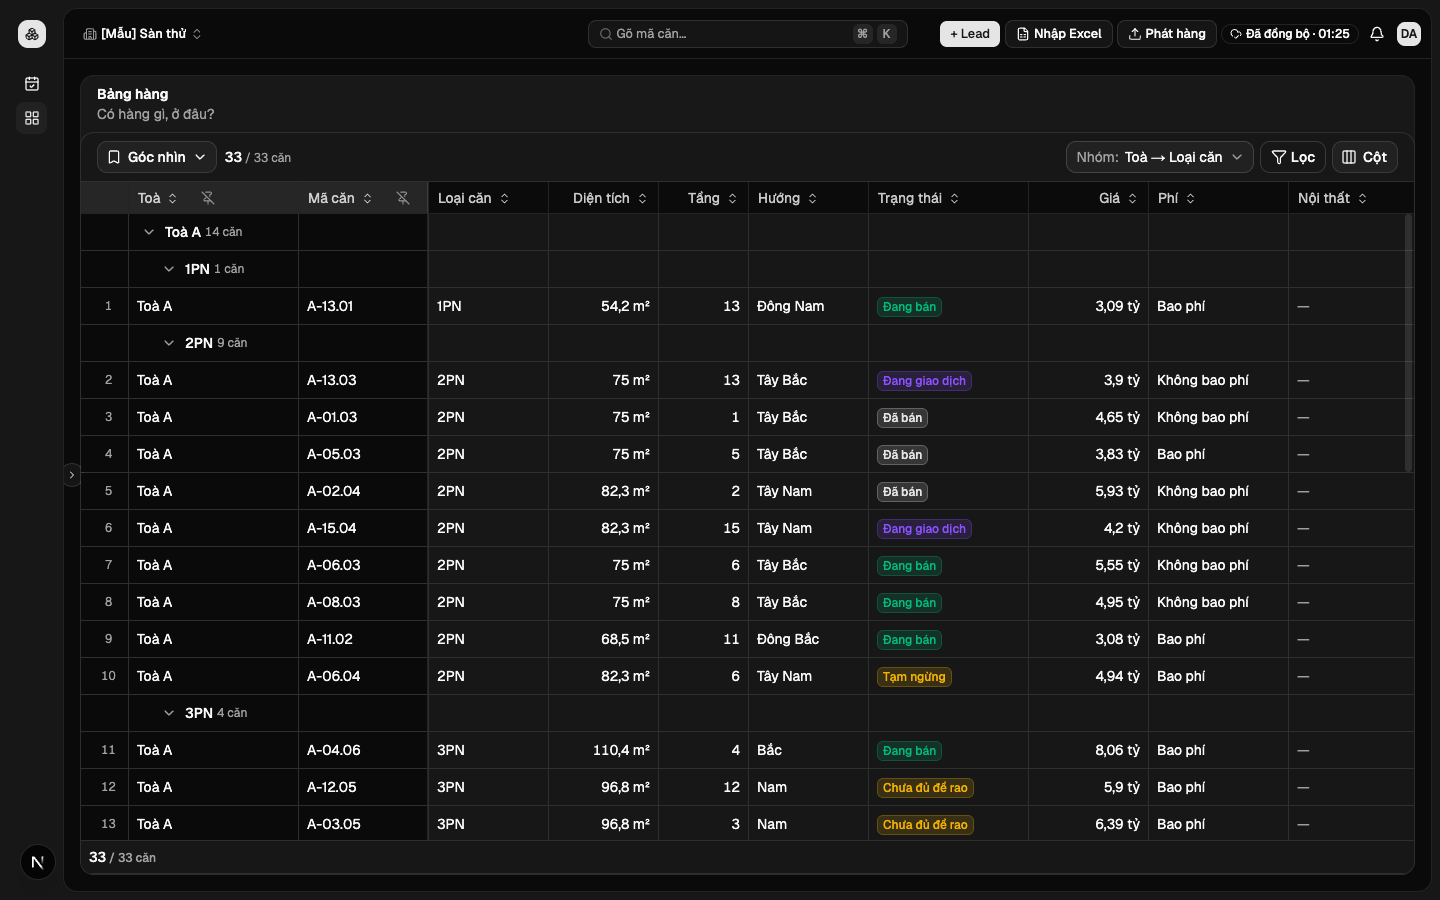 [Mẫu] Sàn thử
Gõ mã căn...
⌘ K
+ Lead
Nhập Excel
Phát hàng
Đã đồng bộ · 01:25
DA
Bảng hàng
Có hàng gì, ở đâu?
Góc nhìn
33 / 33 căn
Nhóm: Toà → Loại căn
Lọc
Cột
Toà Mã căn Loại căn Diện tích Tầng Hướng Trạng thái Giá Phí Nội thất
Toà A 14 căn
1PN 1 căn
1 Toà A A-13.01 1PN 54,2 m² 13 Đông Nam Đang bán 3,09 tỷ Bao phí —
2PN 9 căn
2 Toà A A-13.03 2PN 75 m² 13 Tây Bắc Đang giao dịch 3,9 tỷ Không bao phí —
3 Toà A A-01.03 2PN 75 m² 1 Tây Bắc Đã bán 4,65 tỷ Không bao phí —
4 Toà A A-05.03 2PN 75 m² 5 Tây Bắc Đã bán 3,83 tỷ Bao phí —
5 Toà A A-02.04 2PN 82,3 m² 2 Tây Nam Đã bán 5,93 tỷ Không bao phí —
6 Toà A A-15.04 2PN 82,3 m² 15 Tây Nam Đang giao dịch 4,2 tỷ Không bao phí —
7 Toà A A-06.03 2PN 75 m² 6 Tây Bắc Đang bán 5,55 tỷ Không bao phí —
8 Toà A A-08.03 2PN 75 m² 8 Tây Bắc Đang bán 4,95 tỷ Không bao phí —
9 Toà A A-11.02 2PN 68,5 m² 11 Đông Bắc Đang bán 3,08 tỷ Bao phí —
10 Toà A A-06.04 2PN 82,3 m² 6 Tây Nam Tạm ngừng 4,94 tỷ Bao phí —
3PN 4 căn
11 Toà A A-04.06 3PN 110,4 m² 4 Bắc Đang bán 8,06 tỷ Bao phí —
12 Toà A A-12.05 3PN 96,8 m² 12 Nam Chưa đủ để rao 5,9 tỷ Bao phí —
13 Toà A A-03.05 3PN 96,8 m² 3 Nam Chưa đủ để rao 6,39 tỷ Bao phí —
33 / 33 căn
N